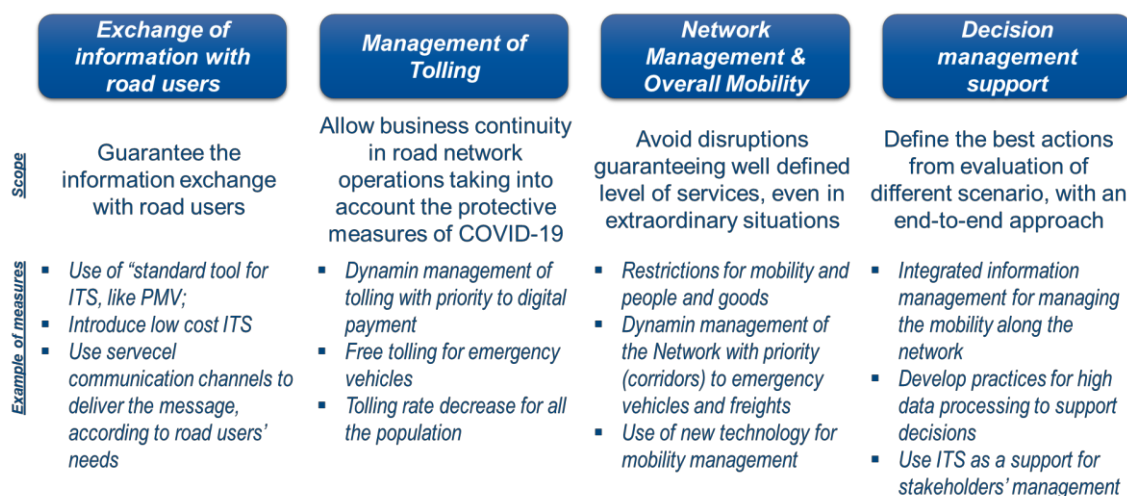 Exchange of
information with
road users
Management of
Tolling
Network
Management &
Overall Mobility
Decision
management
support
Scope
Guarantee the
information exchange
with road users
Allow business continuity
in road network
operations taking into
account the protective
measures of COVID-19
Avoid disruptions
guaranteeing well defined
level of services, even in
extraordinary situations
Define the best actions
from evaluation of
different scenario, with an
end-to-end approach
Example of measures
▪ Use of “standard tool for
ITS, like PMV;
▪ Introduce low cost ITS
▪ Use servecel
communication channels to
deliver the message,
according to road users’
needs
▪ Dynamin management of
tolling with priority to digital
payment
▪ Free tolling for emergency
vehicles
▪ Tolling rate decrease for all
the population
▪ Restrictions for mobility and
people and goods
▪ Dynamin management of
the Network with priority
(corridors) to emergency
vehicles and freights
▪ Use of new technology for
mobility management
▪ Integrated information
management for managing
the mobility along the
network
▪ Develop practices for high
data processing to support
decisions
▪ Use ITS as a support for
stakeholders’ management